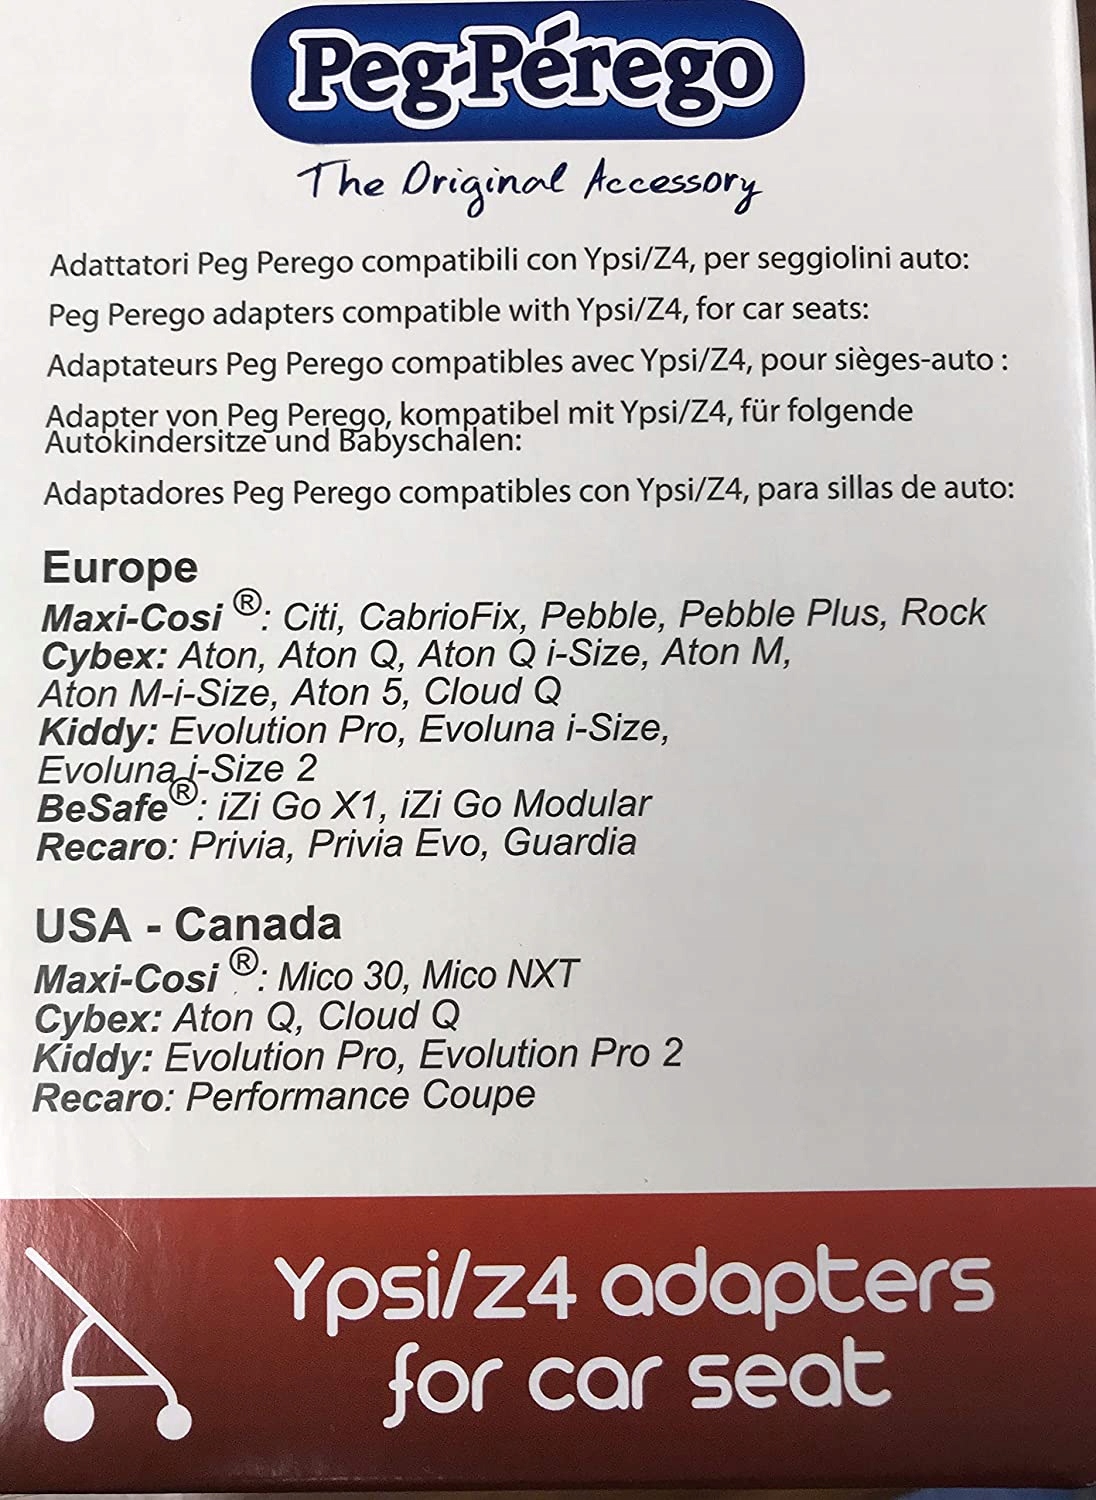 Peg-Pérego
The Original Accessory
Adattatori Peg Perego compatibili con Ypsi/Z4, per seggiolini auto:
Peg Perego adapters compatible with Ypsi/Z4, for car seats:
Adaptateurs Peg Perego compatibles avec Ypsi/Z4, pour sièges-auto :
Adapter von Peg Perego, kompatibel mit Ypsi/Z4, für folgende
Autokindersitze und Babyschalen:
Adaptadores Peg Perego compatibles con Ypsi/Z4, para sillas de auto:
Europe
Maxi-Cosi ®: Citi, CabrioFix, Pebble, Pebble Plus, Rock
Cybex: Aton, Aton Q, Aton Q i-Size, Aton M,
Aton M-i-Size, Aton 5, Cloud Q
Kiddy: Evolution Pro, Evoluna i-Size,
Evoluna i-Size 2
BeSafe®: iZi Go X1, iZi Go Modular
Recaro: Privia, Privia Evo, Guardia
USA - Canada
Maxi-Cosi ®: Mico 30, Mico NXT
Cybex: Aton Q, Cloud Q
Kiddy: Evolution Pro, Evolution Pro 2
Recaro: Performance Coupe
Ypsi/z4 adapters
for car seat